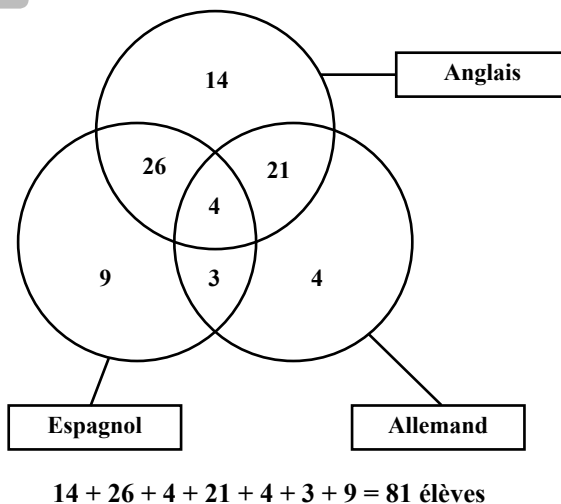 14
Anglais
26
21
4
9
3
4
Espagnol
Allemand
14 + 26 + 4 + 21 + 4 + 3 + 9 = 81 élèves